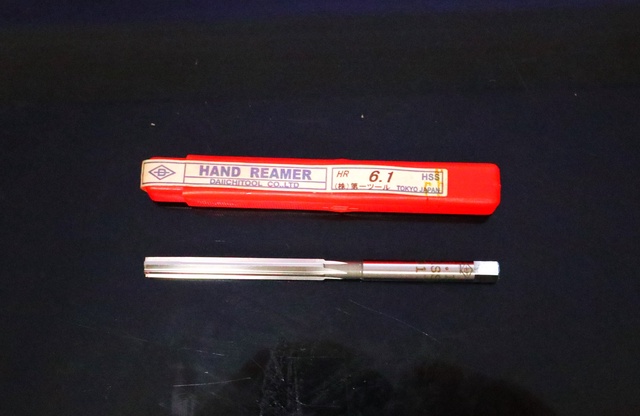 HAND REAMER
DAIICHITOOL CO.,LTD
HR 6.1 HSS
(株)第一ツール TOKYO JAPAN